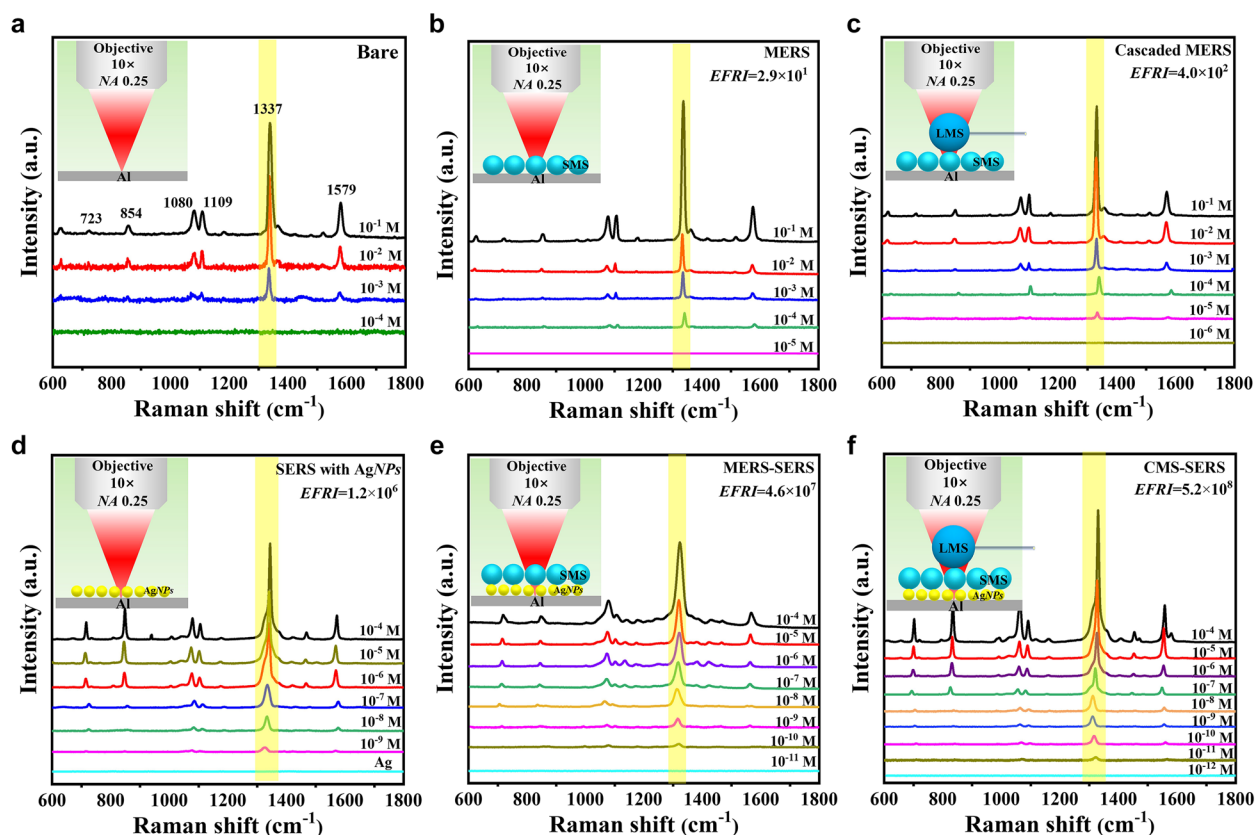 a
Objective
10×
NA 0.25
Al
Bare
723
854
1080
1109
1337
1579
10⁻¹ M
10⁻² M
10⁻³ M
10⁻⁴ M
Intensity (a.u.)
600 800 1000 1200 1400 1600 1800
Raman shift (cm⁻¹)
b
Objective
10×
NA 0.25
SMS
Al
MERS
EFRI=2.9×10¹
10⁻¹ M
10⁻² M
10⁻³ M
10⁻⁴ M
10⁻⁵ M
Intensity (a.u.)
600 800 1000 1200 1400 1600 1800
Raman shift (cm⁻¹)
c
Objective
10×
NA 0.25
LMS
SMS
Al
Cascaded MERS
EFRI=4.0×10²
10⁻¹ M
10⁻² M
10⁻³ M
10⁻⁴ M
10⁻⁵ M
10⁻⁶ M
Intensity (a.u.)
600 800 1000 1200 1400 1600 1800
Raman shift (cm⁻¹)
d
Objective
10×
NA 0.25
AgNPs
Al
SERS with AgNPs
EFRI=1.2×10⁶
10⁻⁴ M
10⁻⁵ M
10⁻⁶ M
10⁻⁷ M
10⁻⁸ M
10⁻⁹ M
Ag
Intensity (a.u.)
600 800 1000 1200 1400 1600 1800
Raman shift (cm⁻¹)
e
Objective
10×
NA 0.25
SMS
AgNPs
Al
MERS-SERS
EFRI=4.6×10⁷
10⁻⁴ M
10⁻⁵ M
10⁻⁶ M
10⁻⁷ M
10⁻⁸ M
10⁻⁹ M
10⁻¹⁰ M
10⁻¹¹ M
Intensity (a.u.)
600 800 1000 1200 1400 1600 1800
Raman shift (cm⁻¹)
f
Objective
10×
NA 0.25
LMS
SMS
AgNPs
Al
CMS-SERS
EFRI=5.2×10⁸
10⁻⁴ M
10⁻⁵ M
10⁻⁶ M
10⁻⁷ M
10⁻⁸ M
10⁻⁹ M
10⁻¹⁰ M
10⁻¹¹ M
10⁻¹² M
Intensity (a.u.)
600 800 1000 1200 1400 1600 1800
Raman shift (cm⁻¹)